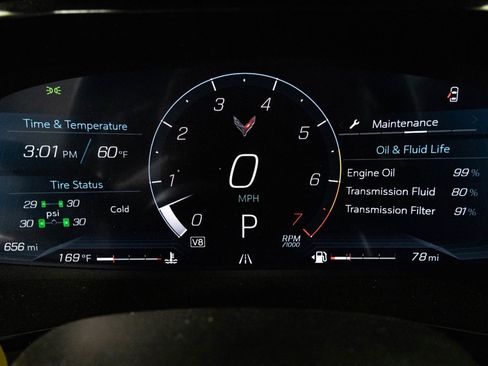 Time & Temperature
3:01 PM / 60°F
Tire Status
29 30
psi
30 30
Cold
656 mi
169°F
0 1 2 3 4 5 6 7
0
MPH
P
V8
RPM
/1000
Maintenance
Oil & Fluid Life
Engine Oil 99%
Transmission Fluid 80%
Transmission Filter 91%
78 mi